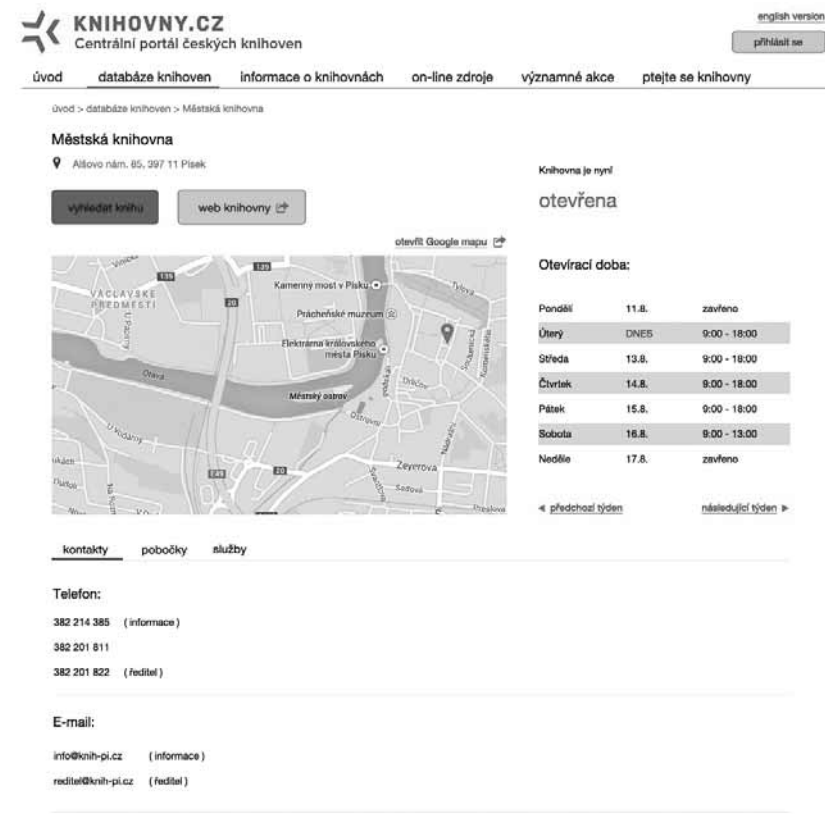 KNIHOVNY.CZ
Centrální portál českých knihoven
english version
přihlásit se
úvod databáze knihoven informace o knihovnách on-line zdroje významné akce ptejte se knihovny
úvod > databáze knihoven > Městská knihovna
Městská knihovna
Alšovo nám. 85, 397 11 Písek
vyhledat knihu
web knihovny
otevřít Google mapu
Knihovna je nyní
otevřena
VÁCLAVSKÉ
PŘEDMĚSTÍ
139
139
20
Kamenný most v Písku
Prácheňské muzeum
Elektrárna královského
města Písku
Tylova
Otava
Městský ostrov
Ostrovní
Zeyerova
20
Otevírací doba:
Pondělí 11.8. zavřeno
Úterý DNES 9:00 - 18:00
Středa 13.8. 9:00 - 18:00
Čtvrtek 14.8. 9:00 - 18:00
Pátek 15.8. 9:00 - 18:00
Sobota 16.8. 9:00 - 13:00
Neděle 17.8. zavřeno
předchozí týden následující týden
kontakty pobočky služby
Telefon:
382 214 385 ( informace )
382 201 811
382 201 822 ( ředitel )
E-mail:
info@knih-pi.cz ( informace )
reditel@knih-pi.cz ( ředitel )